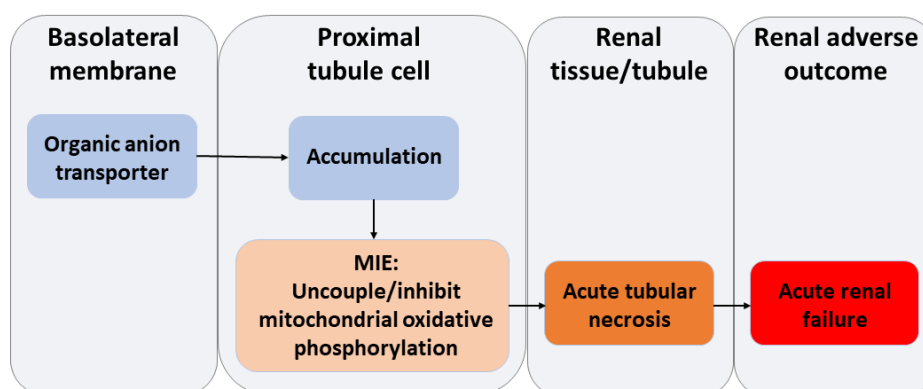 Basolateral
membrane
Proximal
tubule cell
Renal
tissue/tubule
Renal adverse
outcome
Organic anion
transporter
Accumulation
MIE:
Uncouple/inhibit
mitochondrial oxidative
phosphorylation
Acute tubular
necrosis
Acute renal
failure